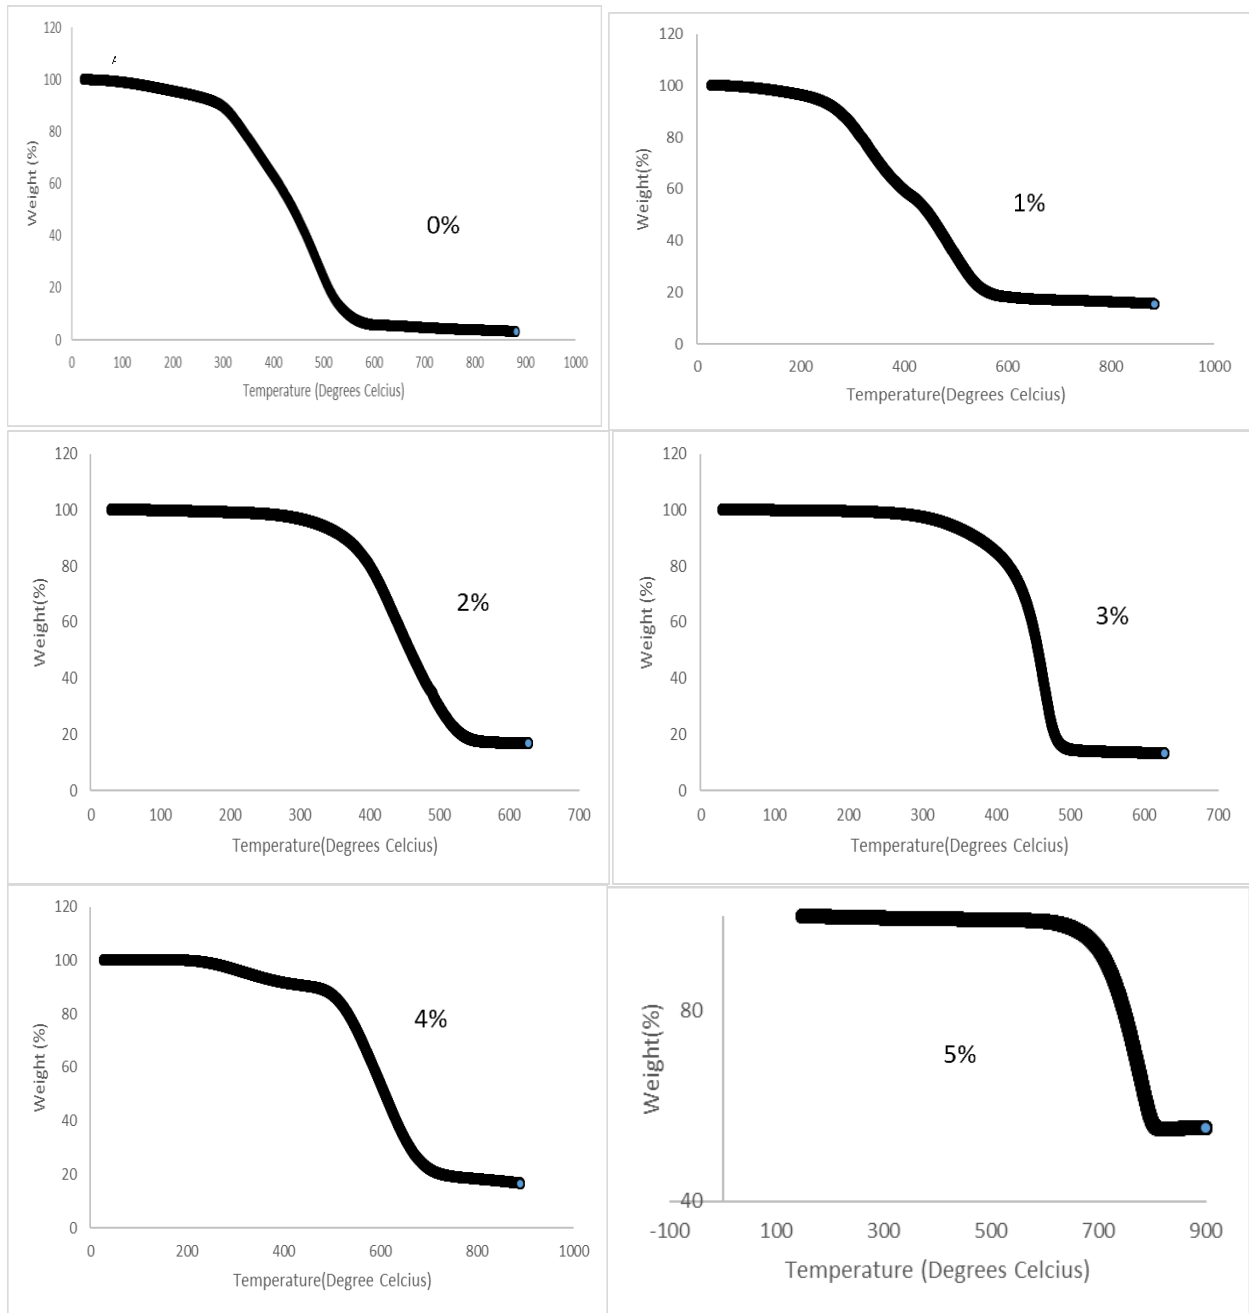 120
100
80
60
40
20
0
0 100 200 300 400 500 600 700 800 900 1000
Weight (%)
Temperature (Degrees Celcius)
0%
120
100
80
60
40
20
0
0 200 400 600 800 1000
Weight(%)
Temperature(Degrees Celcius)
1%
120
100
80
60
40
20
0
0 100 200 300 400 500 600 700
Weight(%)
Temperature(Degrees Celcius)
2%
120
100
80
60
40
20
0
0 100 200 300 400 500 600 700
Weight (%)
Temperature(Degrees Celcius)
3%
120
100
80
60
40
20
0
0 200 400 600 800 1000
Weight (%)
Temperature(Degree Celcius
4%
80
40
-100 100 300 500 700 900
Weight(%)
Temperature (Degrees Celcius)
5%